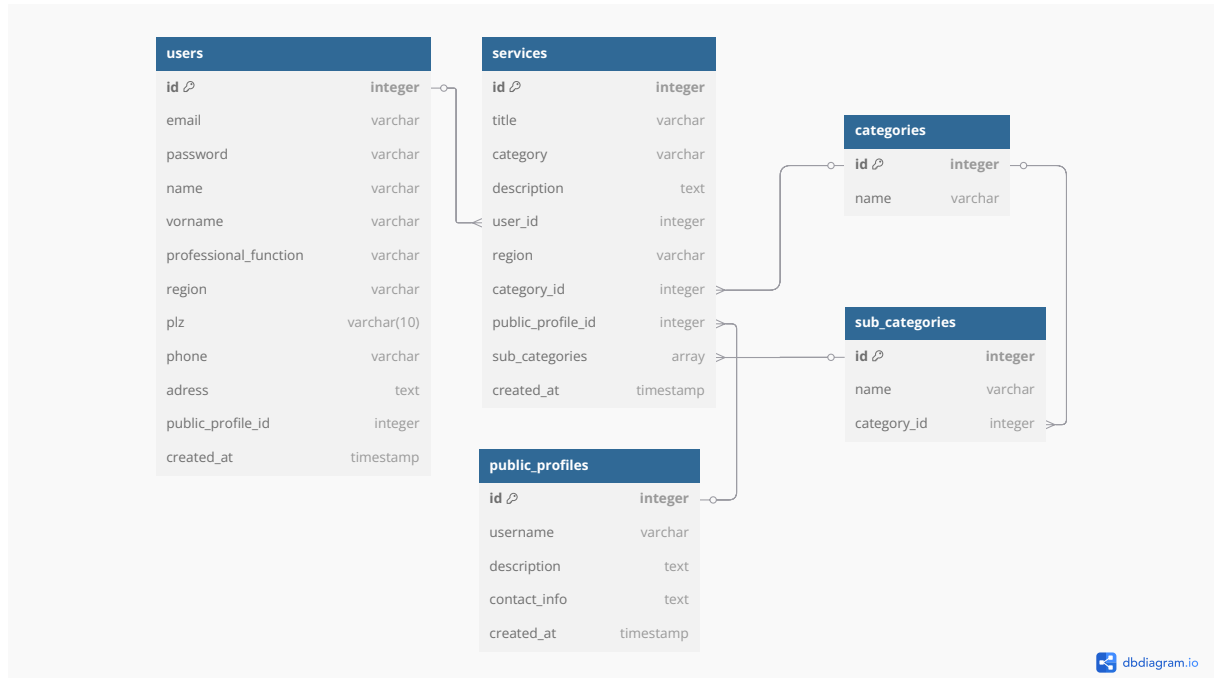 users
id integer
email varchar
password varchar
name varchar
vorname varchar
professional_function varchar
region varchar
plz varchar(10)
phone varchar
adress text
public_profile_id integer
created_at timestamp
services
id integer
title varchar
category varchar
description text
user_id integer
region varchar
category_id integer
public_profile_id integer
sub_categories array
created_at timestamp
categories
id integer
name varchar
sub_categories
id integer
name varchar
category_id integer
public_profiles
id integer
username varchar
description text
contact_info text
created_at timestamp
dbdiagram.io